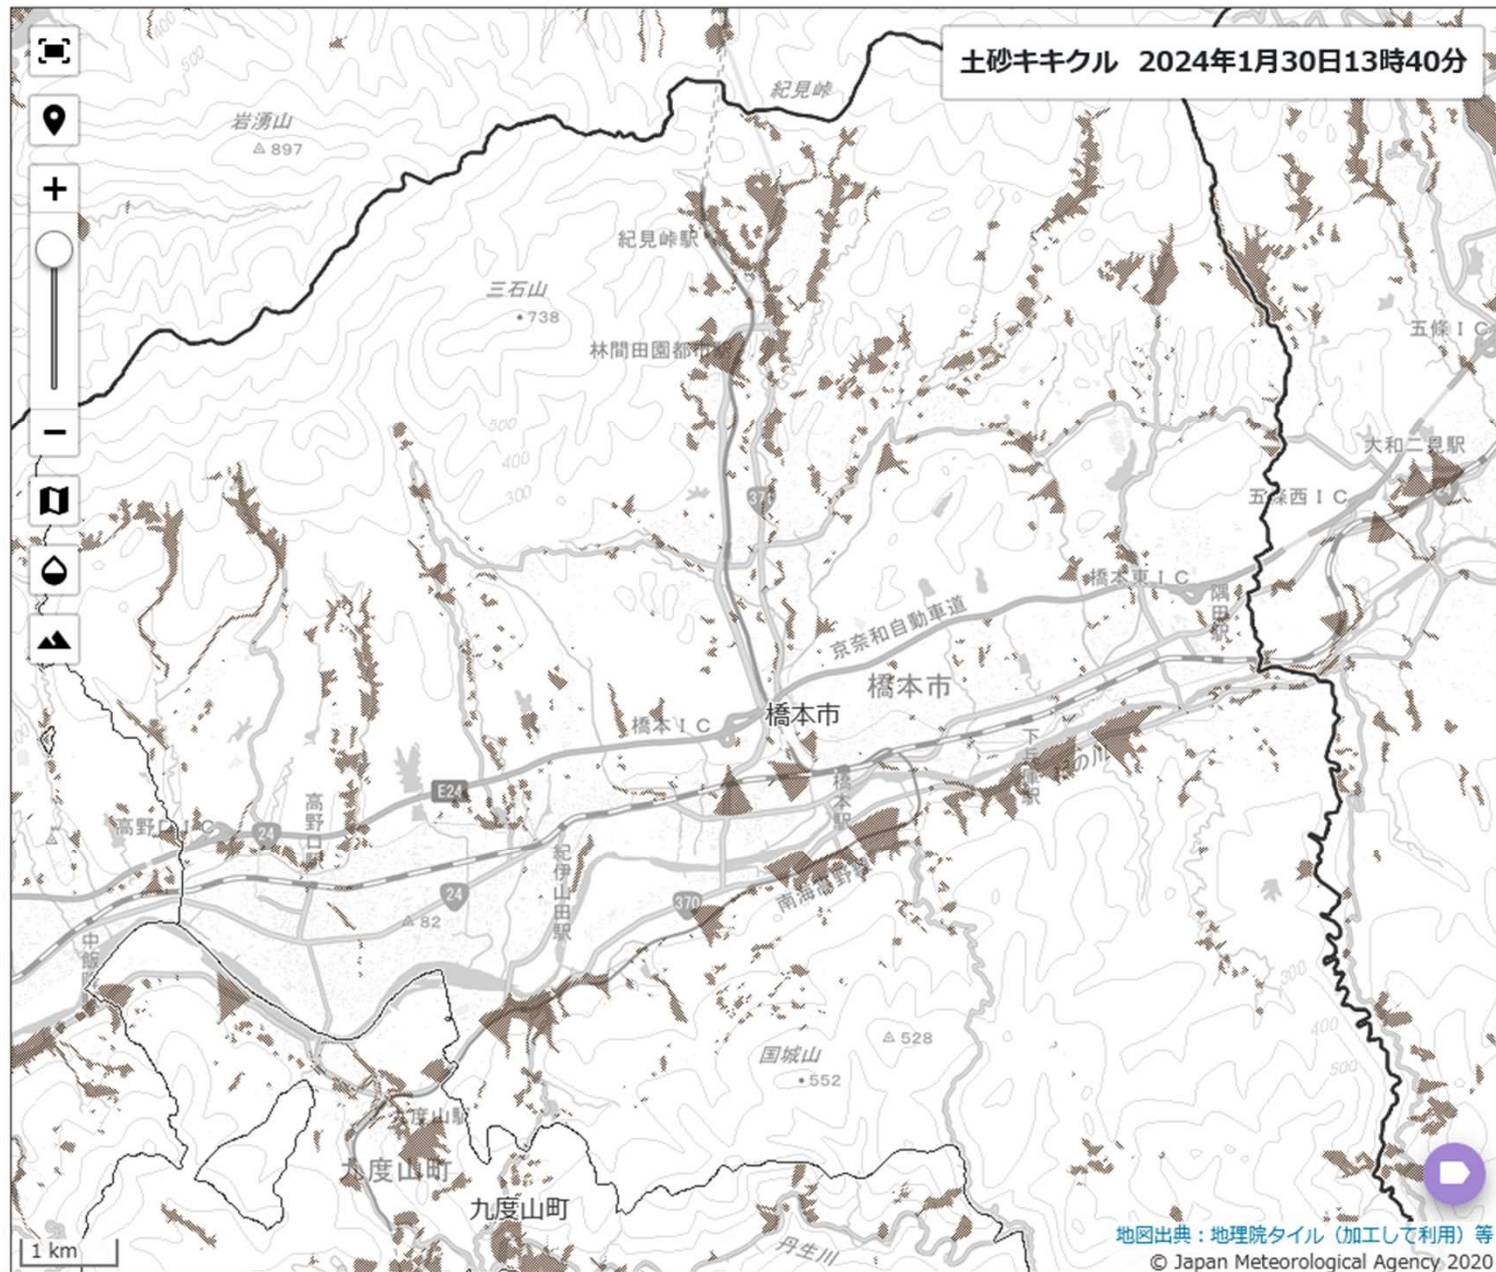 土砂キキクル 2024年1月30日13時40分
400
500
紀見峠
岩湧山
897
紀見峠駅
三石山
738
五條IC
林間田園都市駅
500
400
300
大和二見駅
371
五條西IC
橋本東IC
隅田駅
京奈和自動車道
橋本市
橋本市
橋本IC
下兵庫駅
紀の川
E24
高野口駅
橋本駅
高野口IC
24
紀伊山田駅
南海高野線
24
370
82
300
400
500
国城山
528
552
九度山駅
九度山町
九度山町
丹生川
1 km
地図出典：地理院タイル（加工して利用）等
© Japan Meteorological Agency 2020